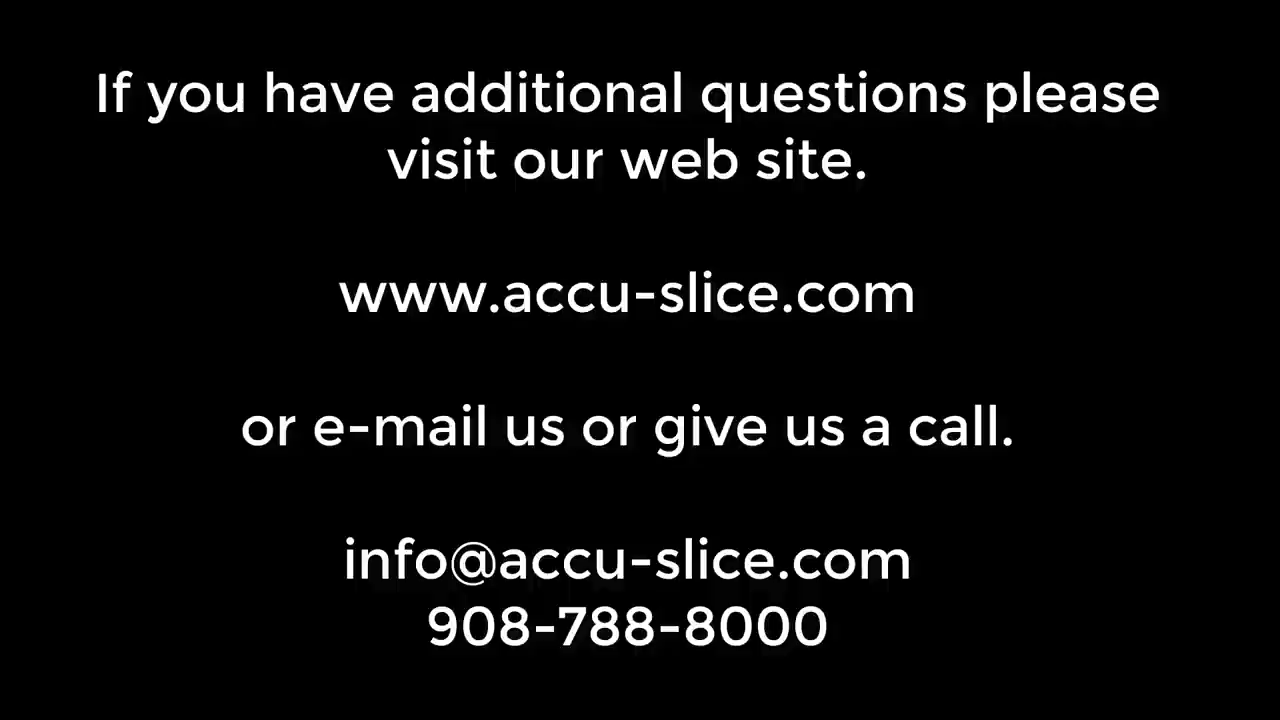 If you have additional questions please
visit our web site.
www.accu-slice.com
or e-mail us or give us a call.
info@accu-slice.com
908-788-8000